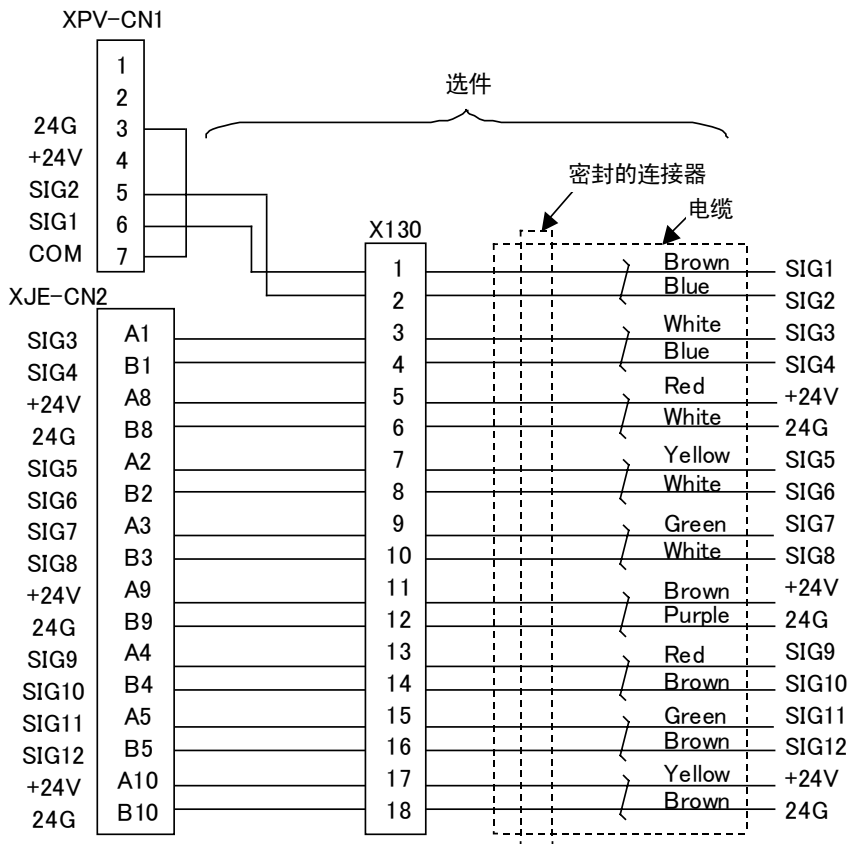 XPV-CN1
1
2
24G 3
+24V 4
SIG2 5
SIG1 6
COM 7
选件
密封的连接器
电缆
X130
XJE-CN2
1 Brown SIG1
2 Blue SIG2
SIG3 A1 3 White SIG3
SIG4 B1 4 Blue SIG4
+24V A8 5 Red +24V
24G B8 6 White 24G
SIG5 A2 7 Yellow SIG5
SIG6 B2 8 White SIG6
SIG7 A3 9 Green SIG7
SIG8 B3 10 White SIG8
+24V A9 11 Brown +24V
24G B9 12 Purple 24G
SIG9 A4 13 Red SIG9
SIG10 B4 14 Brown SIG10
SIG11 A5 15 Green SIG11
SIG12 B5 16 Brown SIG12
+24V A10 17 Yellow +24V
24G B10 18 Brown 24G